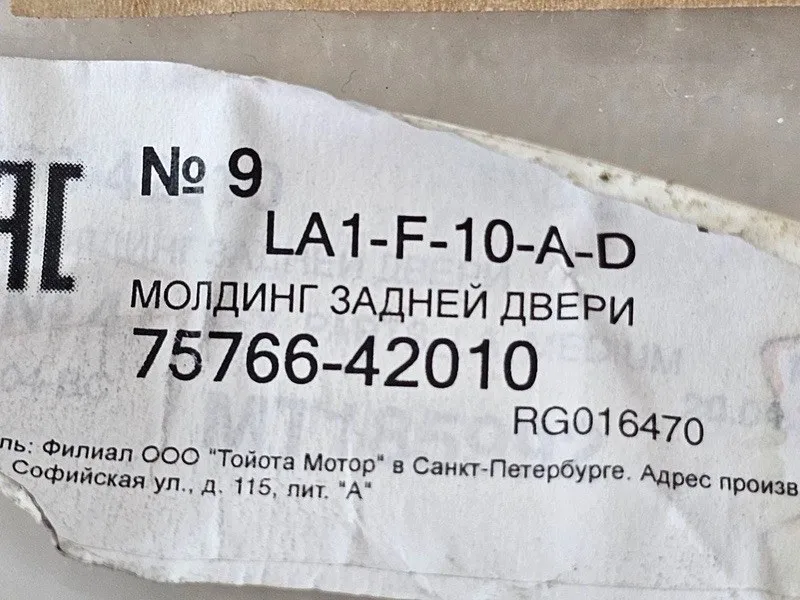 № 9
LA1-F-10-A-D
МОЛДИНГ ЗАДНЕЙ ДВЕРИ
75766-42010
RG016470
ль: Филиал ООО "Тойота Мотор" в Санкт-Петербурге. Адрес произв
Софийская ул., д. 115, лит. "А"